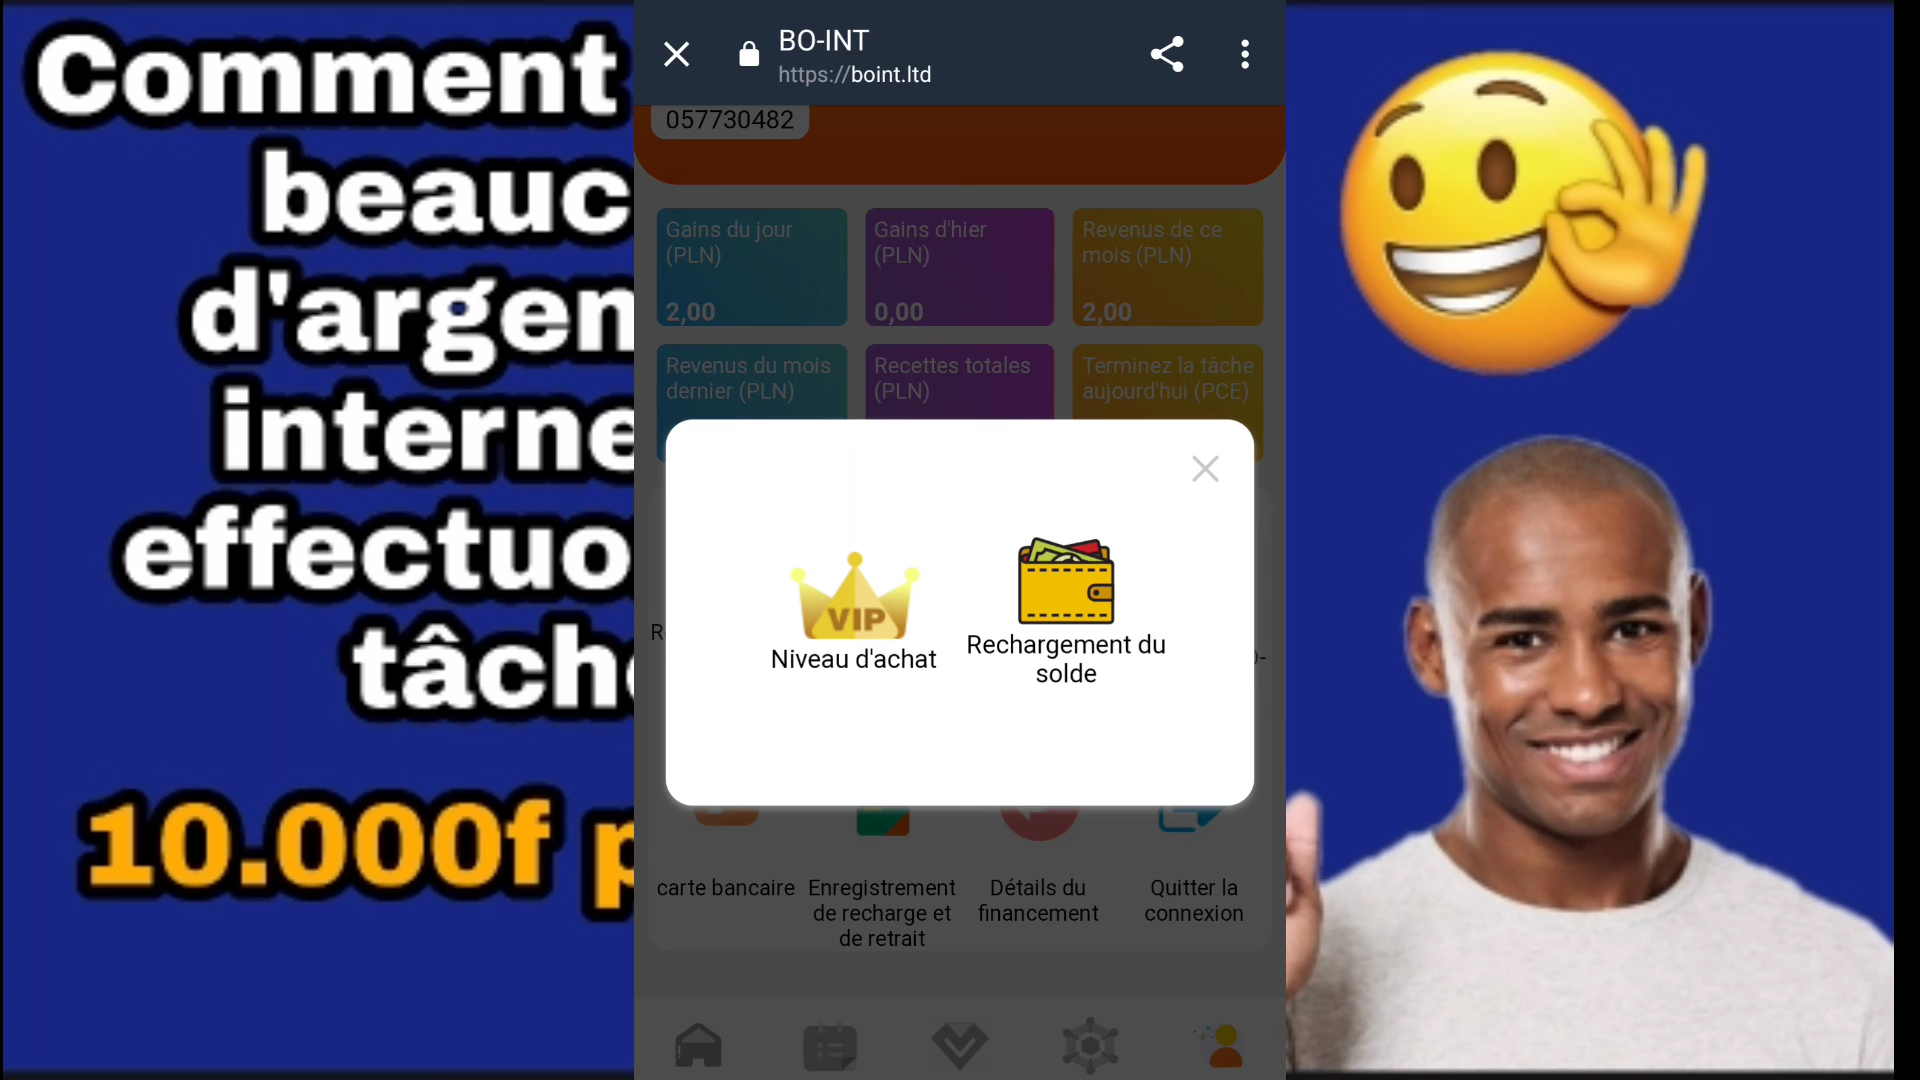 Comment
beauc
d'argen
interne
effectuo
tâch
10.000f p
BO-INT
https://boint.ltd
057730482
Gains du jour
(PLN)
2,00
Gains d'hier
(PLN)
0,00
Revenus de ce
mois (PLN)
2,00
Revenus du mois
dernier (PLN)
Recettes totales
(PLN)
Terminez la tâche
aujourd'hui (PCE)
VIP
Niveau d'achat
Rechargement du
solde
carte bancaire
Enregistrement
de recharge et
de retrait
Détails du
financement
Quitter la
connexion